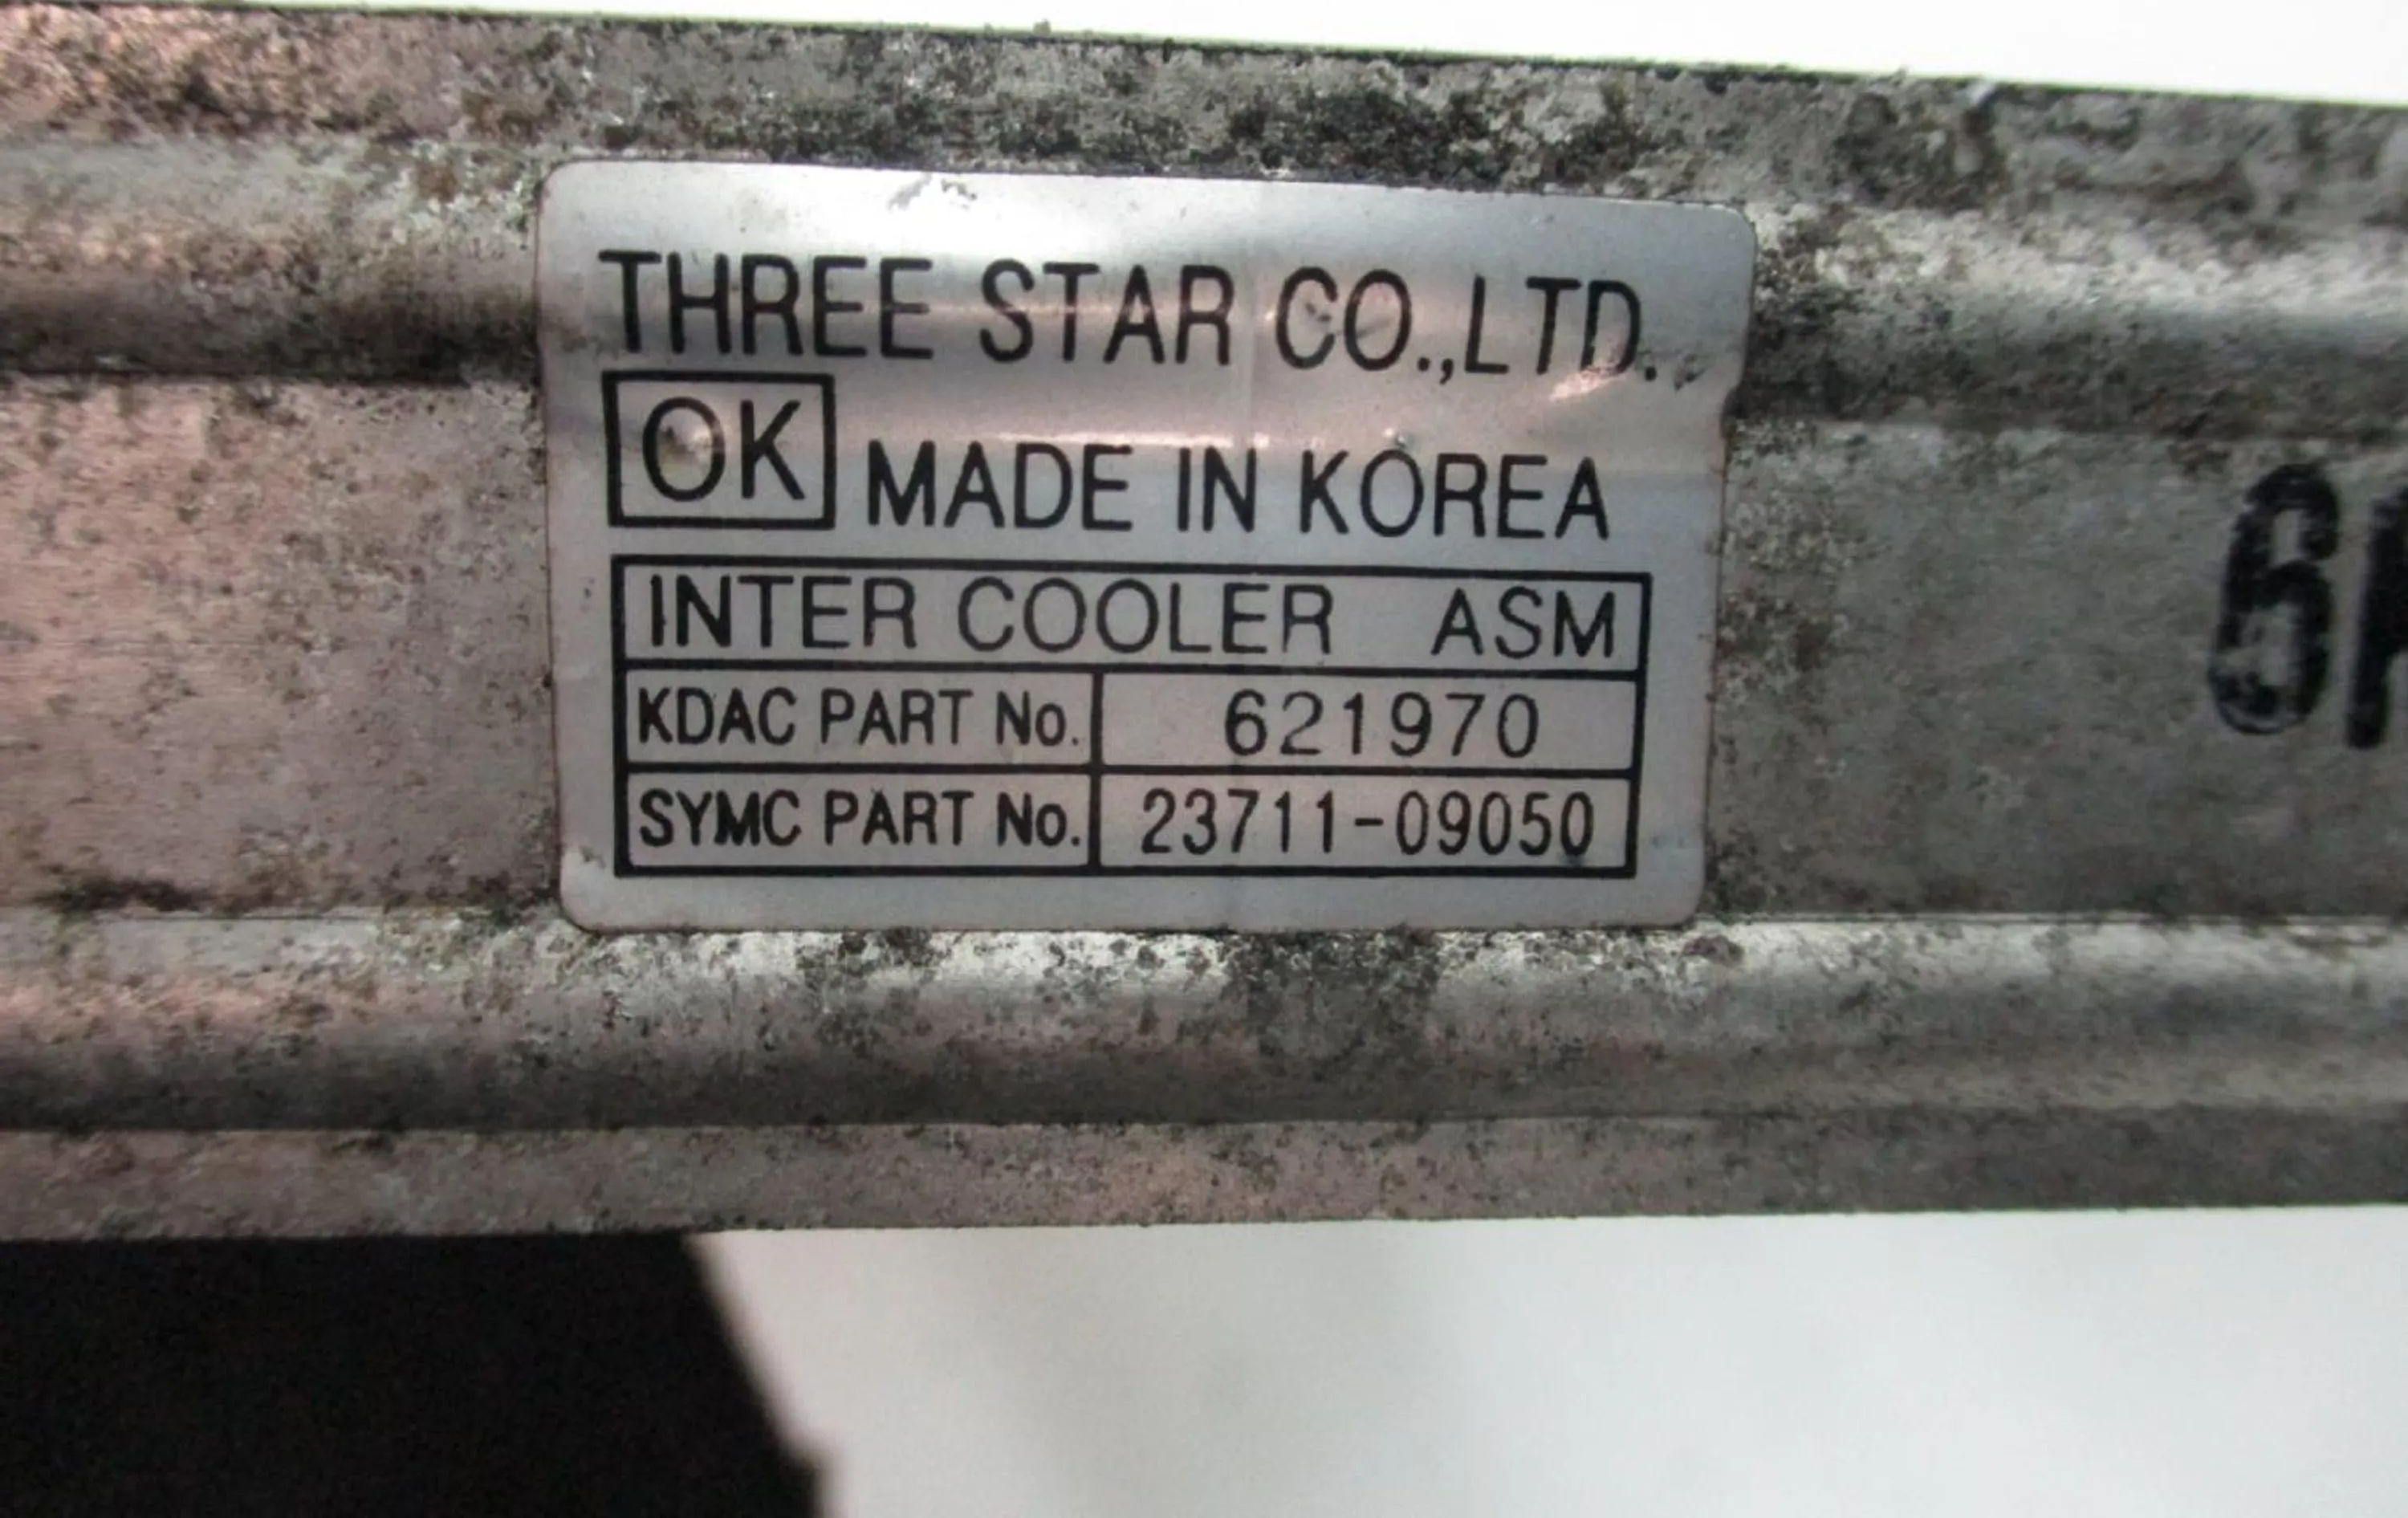 THREE STAR CO.,LTD.
OK MADE IN KOREA
INTER COOLER ASM
KDAC PART No. 621970
SYMC PART No. 23711-09050